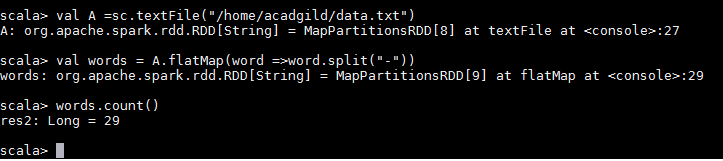 scala> val A =sc.textFile("/home/acadgild/data.txt")
A: org.apache.spark.rdd.RDD[String] = MapPartitionsRDD[8] at textFile at <console>:27
scala> val words = A.flatMap(word =>word.split("-"))
words: org.apache.spark.rdd.RDD[String] = MapPartitionsRDD[9] at flatMap at <console>:29
scala> words.count()
res2: Long = 29
scala>